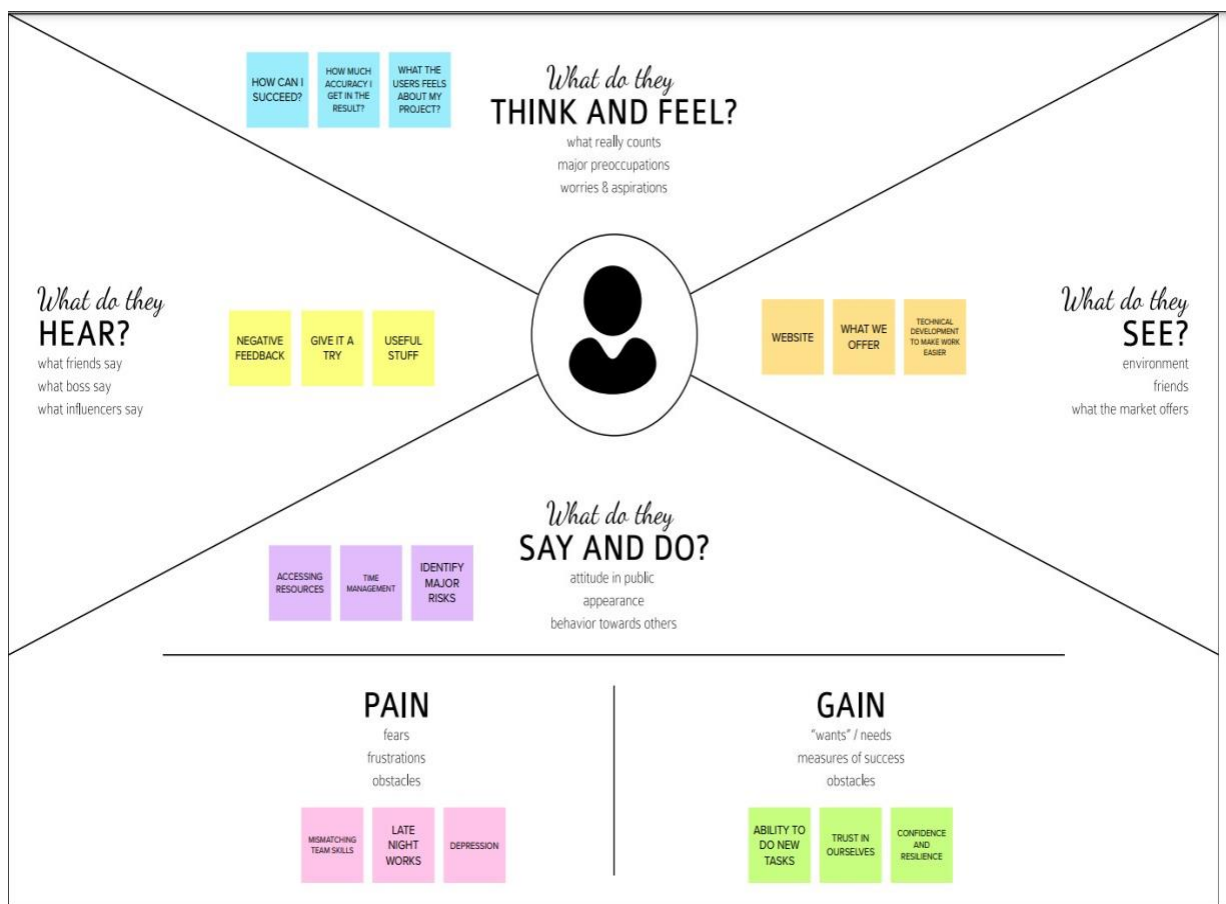 HOW CAN I
SUCCEED?
HOW MUCH
ACCURACY I
GET IN THE
RESULT?
WHAT THE
USERS FEELS
ABOUT MY
PROJECT?
What do they
THINK AND FEEL?
what really counts
major preoccupations
worries & aspirations
What do they
HEAR?
what friends say
what boss say
what influencers say
NEGATIVE
FEEDBACK
GIVE IT A
TRY
USEFUL
STUFF
WEBSITE
WHAT WE
OFFER
TECHNICAL
DEVELOPMENT
TO MAKE WORK
EASIER
What do they
SEE?
environment
friends
what the market offers
What do they
SAY AND DO?
attitude in public
appearance
behavior towards others
ACCESSING
RESOURCES
TIME
MANAGEMENT
IDENTIFY
MAJOR
RISKS
PAIN
fears
frustrations
obstacles
MISMATCHING
TEAM SKILLS
LATE
NIGHT
WORKS
DEPRESSION
GAIN
"wants" / needs
measures of success
obstacles
ABILITY TO
DO NEW
TASKS
TRUST IN
OURSELVES
CONFIDENCE
AND
RESILIENCE